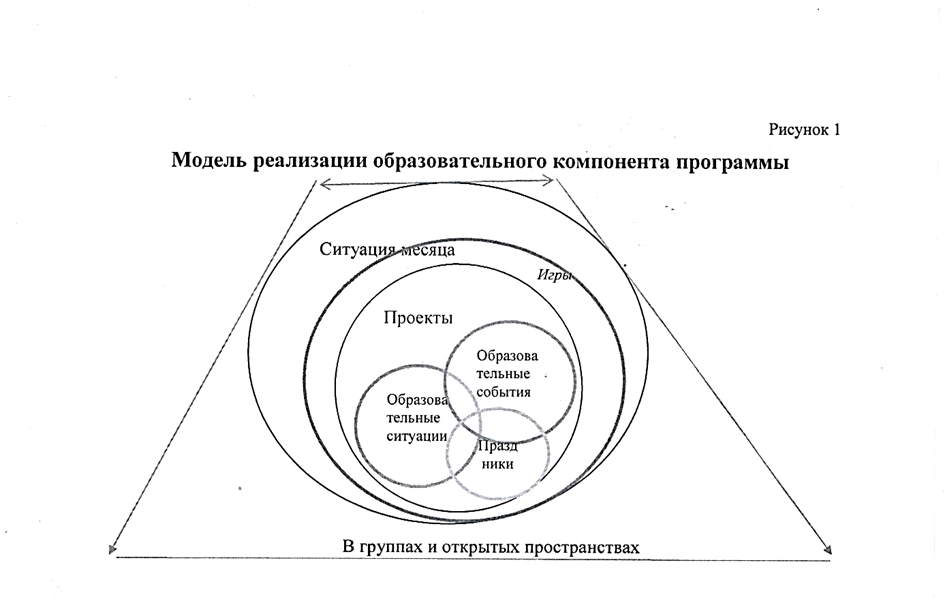 Рисунок 1
Модель реализации образовательного компонента программы
Ситуация месяца
Игры
Проекты
Образова
тельные
события
Образова
тельные
ситуации
Празд
ники
В группах и открытых пространствах